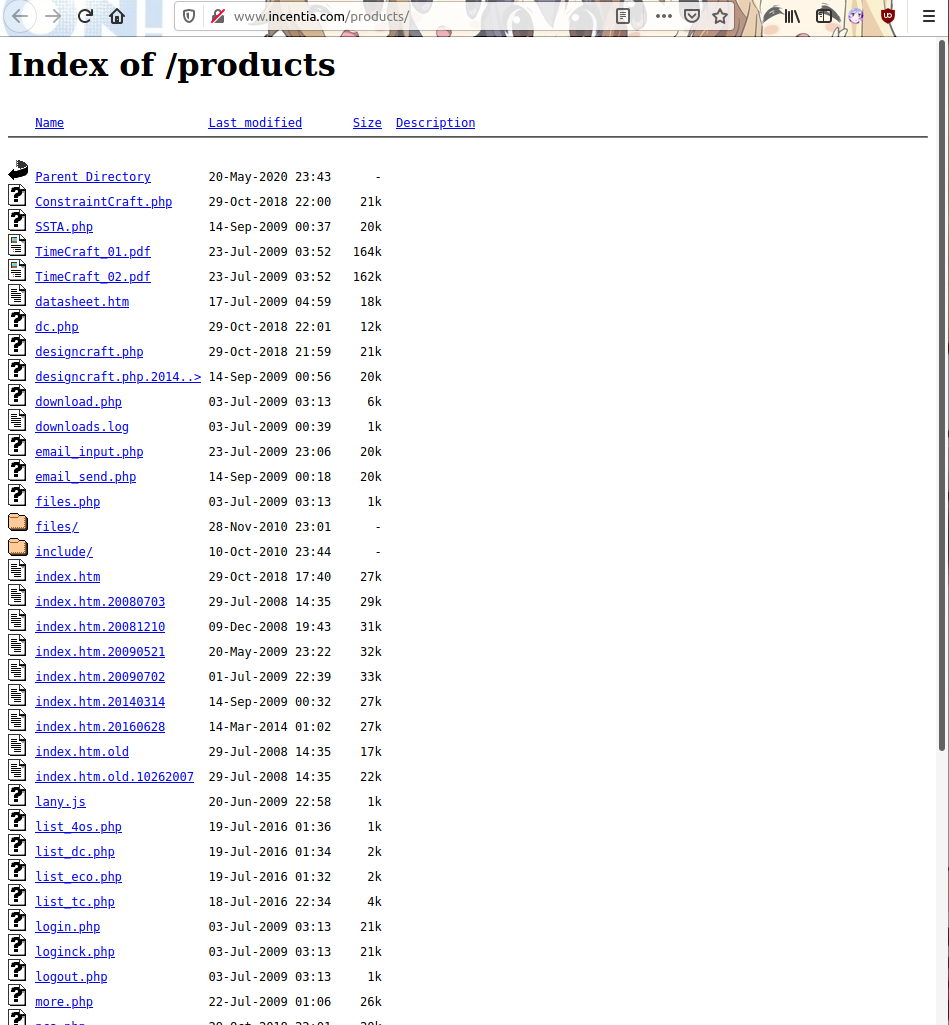 www.incentia.com/products/
Index of /products
Name Last modified Size Description
Parent Directory 20-May-2020 23:43 -
ConstraintCraft.php 29-Oct-2018 22:00 21k
SSTA.php 14-Sep-2009 00:37 20k
TimeCraft_01.pdf 23-Jul-2009 03:52 164k
TimeCraft_02.pdf 23-Jul-2009 03:52 162k
datasheet.htm 17-Jul-2009 04:59 18k
dc.php 29-Oct-2018 22:01 12k
designcraft.php 29-Oct-2018 21:59 21k
designcraft.php.2014..> 14-Sep-2009 00:56 20k
download.php 03-Jul-2009 03:13 6k
downloads.log 03-Jul-2009 00:39 1k
email_input.php 23-Jul-2009 23:06 20k
email_send.php 14-Sep-2009 00:18 20k
files.php 03-Jul-2009 03:13 1k
files/ 28-Nov-2010 23:01 -
include/ 10-Oct-2010 23:44 -
index.htm 29-Oct-2018 17:40 27k
index.htm.20080703 29-Jul-2008 14:35 29k
index.htm.20081210 09-Dec-2008 19:43 31k
index.htm.20090521 20-May-2009 23:22 32k
index.htm.20090702 01-Jul-2009 22:39 33k
index.htm.20140314 14-Sep-2009 00:32 27k
index.htm.20160628 14-Mar-2014 01:02 27k
index.htm.old 29-Jul-2008 14:35 17k
index.htm.old.10262007 29-Jul-2008 14:35 22k
lany.js 20-Jun-2009 22:58 1k
list_4os.php 19-Jul-2016 01:36 1k
list_dc.php 19-Jul-2016 01:34 2k
list_eco.php 19-Jul-2016 01:32 2k
list_tc.php 18-Jul-2016 22:34 4k
login.php 03-Jul-2009 03:13 21k
loginck.php 03-Jul-2009 03:13 21k
logout.php 03-Jul-2009 03:13 1k
more.php 22-Jul-2009 01:06 26k